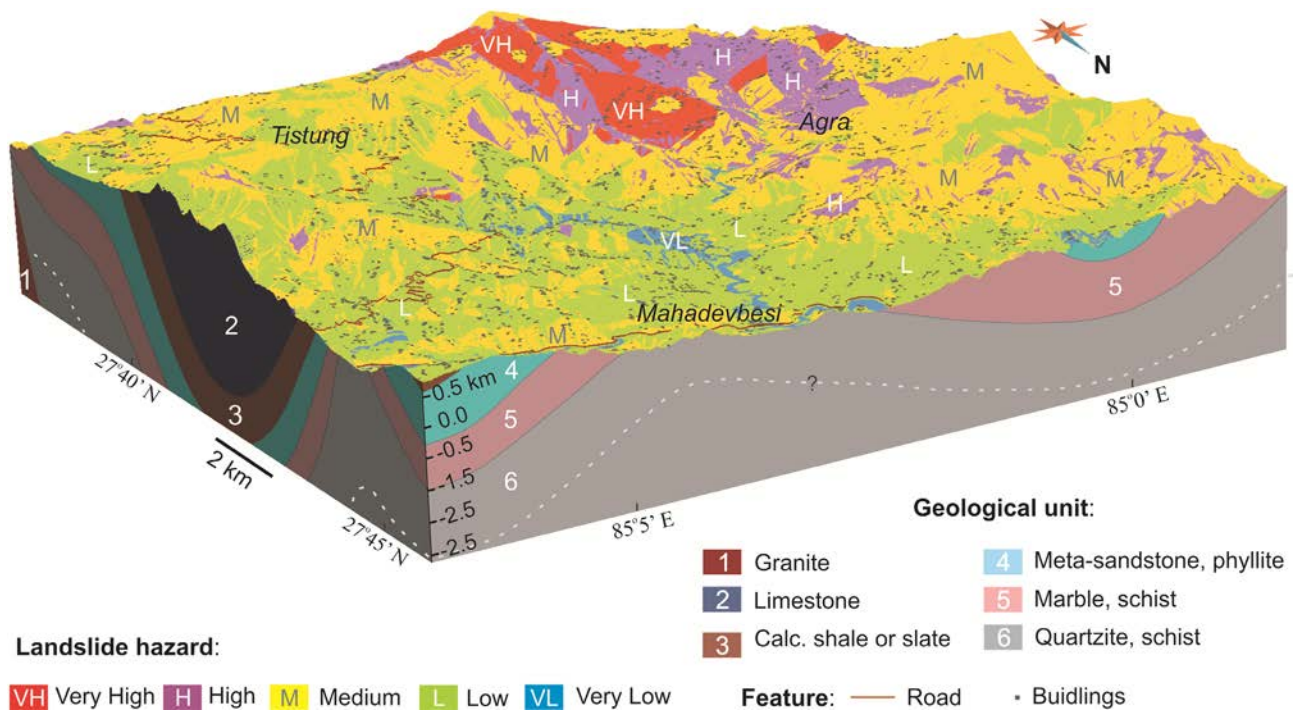 VH
H
N
H
H
M
M
M
VH
Tistung
Agra
M
M
L
M
M
M
H
L
VL
L
1
5
L
L
2
Mahadevbesi
M
4
0.5 km
27°40' N
0.0
5
?
85°0' E
3
-0.5
2 km
-1.5
6
-2.5
85°5' E
27°45' N
-2.5
Geological unit:
1 Granite
2 Limestone
3 Calc. shale or slate
4 Meta-sandstone, phyllite
5 Marble, schist
6 Quartzite, schist
Landslide hazard:
VH Very High H High M Medium L Low VL Very Low
Feature: Road Buidlings